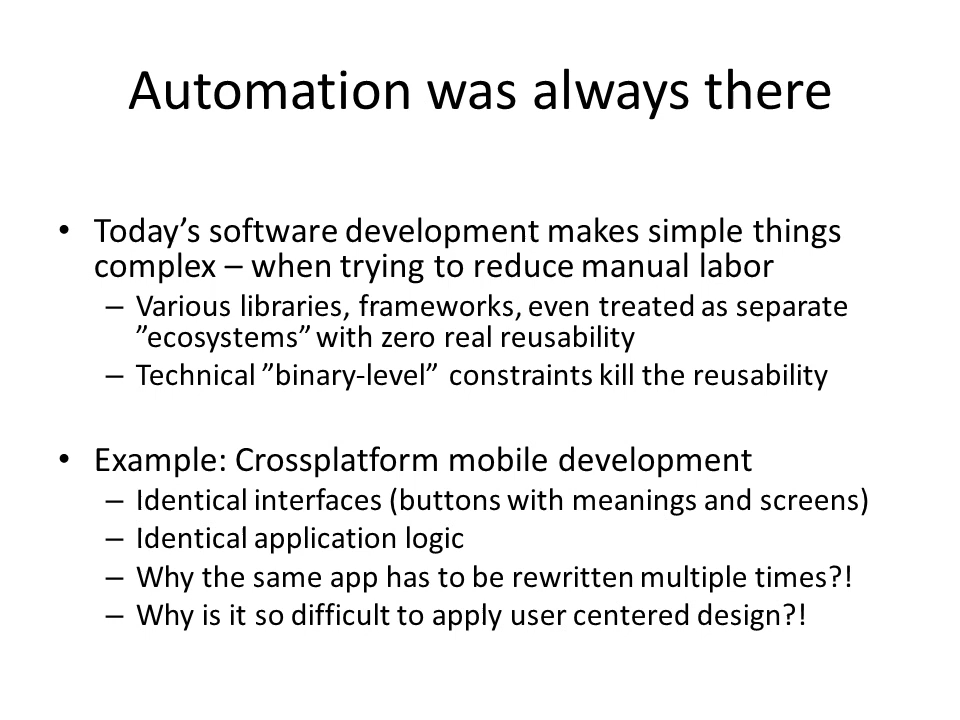 Automation was always there
• Today’s software development makes simple things
complex – when trying to reduce manual labor
– Various libraries, frameworks, even treated as separate
”ecosystems” with zero real reusability
– Technical ”binary-level” constraints kill the reusability
• Example: Crossplatform mobile development
– Identical interfaces (buttons with meanings and screens)
– Identical application logic
– Why the same app has to be rewritten multiple times?!
– Why is it so difficult to apply user centered design?!